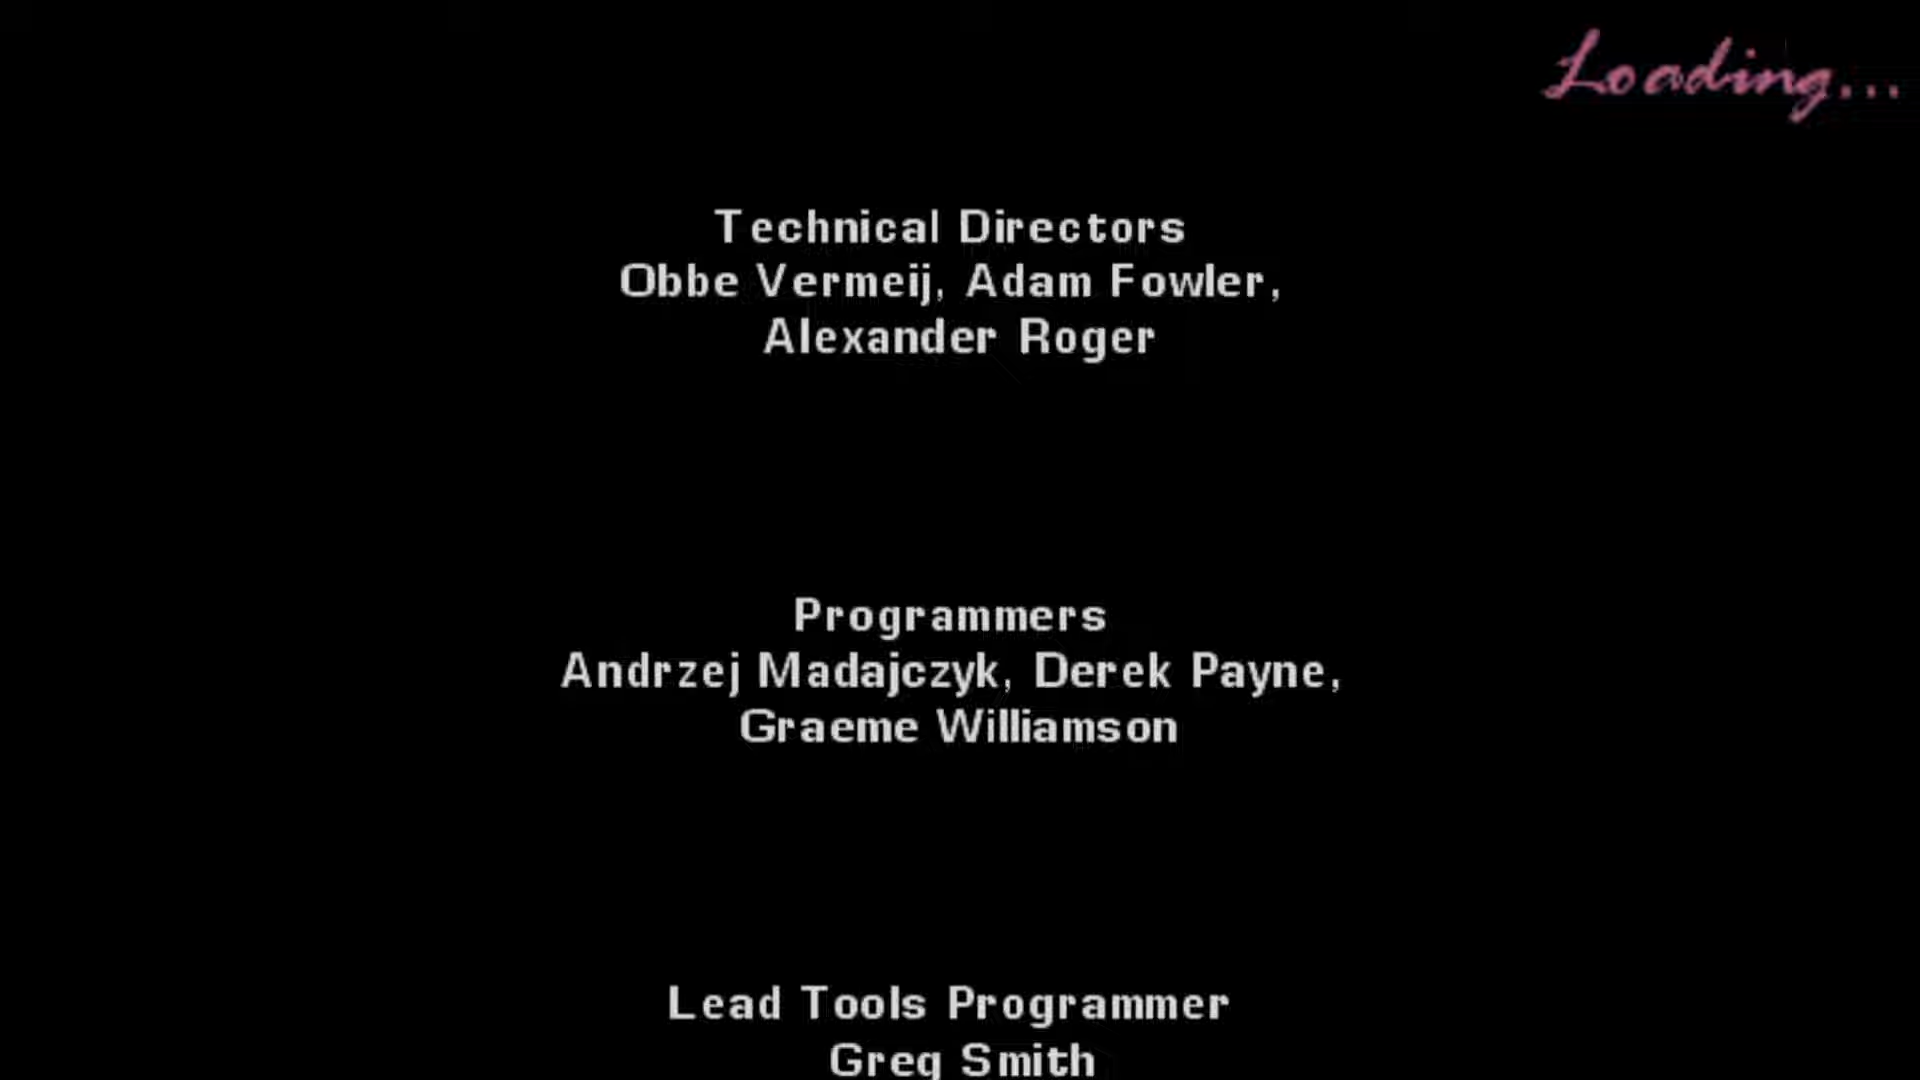 Loading...
Technical Directors
Obbe Vermeij, Adam Fowler,
Alexander Roger
Programmers
Andrzej Madajczyk, Derek Payne,
Graeme Williamson
Lead Tools Programmer
Greg Smith